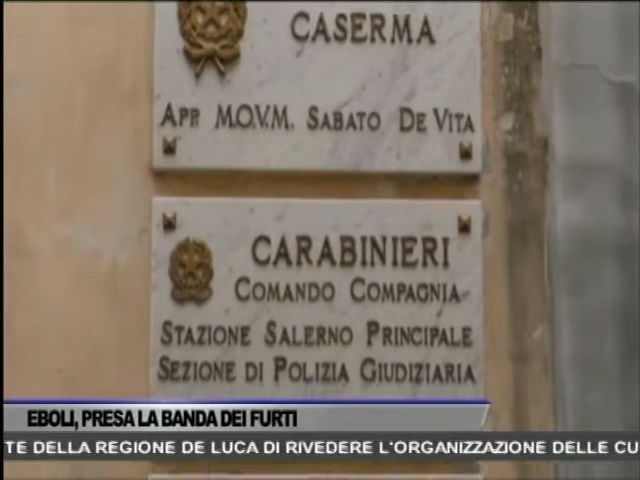 CASERMA
APR M.O.V.M. SABATO DE VITA
CARABINIERI
COMANDO COMPAGNIA
STAZIONE SALERNO PRINCIPALE
SEZIONE DI POLIZIA GIUDIZIARIA
EBOLI, PRESA LA BANDA DEI FURTI
TE DELLA REGIONE DE LUCA DI RIVEDERE L'ORGANIZZAZIONE DELLE CU